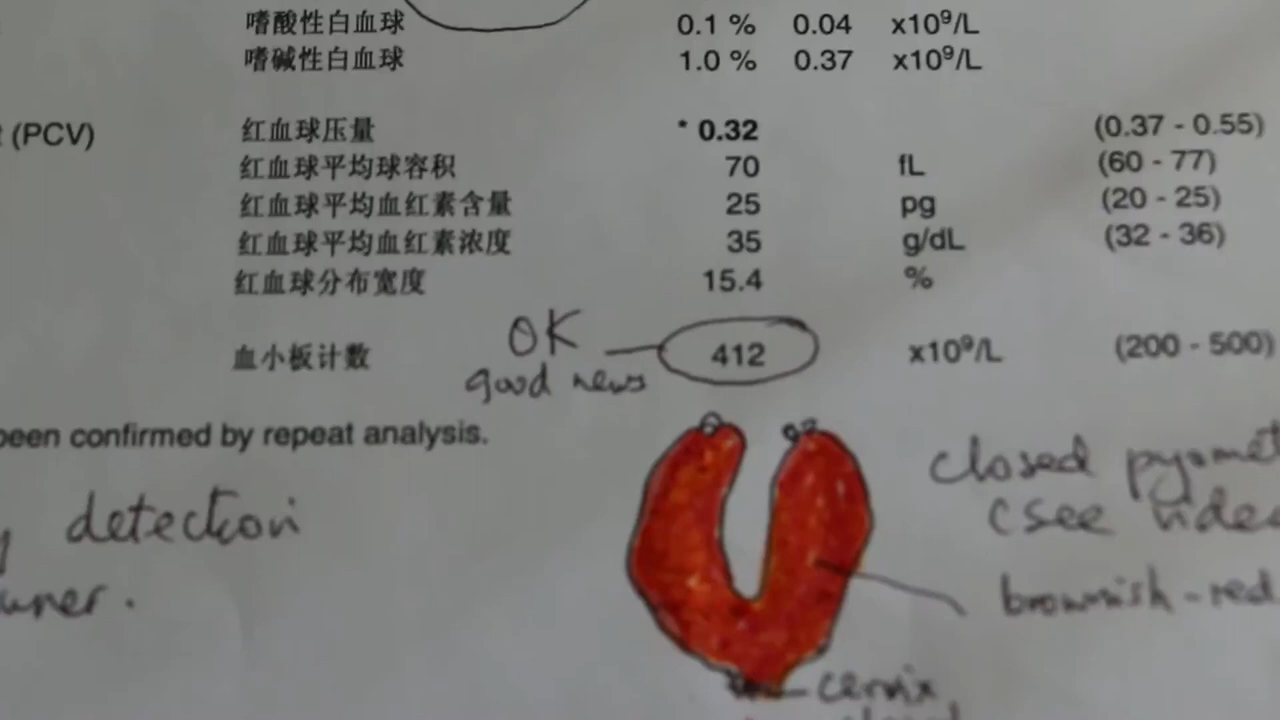 嗜酸性白血球 0.1 % 0.04 x10⁹/L
嗜碱性白血球 1.0 % 0.37 x10⁹/L
(PCV) 红血球压量 * 0.32 (0.37 - 0.55)
红血球平均球容积 70 fL (60 - 77)
红血球平均血红素含量 25 pg (20 - 25)
红血球平均血红素浓度 35 g/dL (32 - 36)
红血球分布宽度 15.4 %
OK
血小板计数 412 x10⁹/L (200 - 500)
good news
been confirmed by repeat analysis.
closed pyomet
detection
(see
brownish-red
cervix